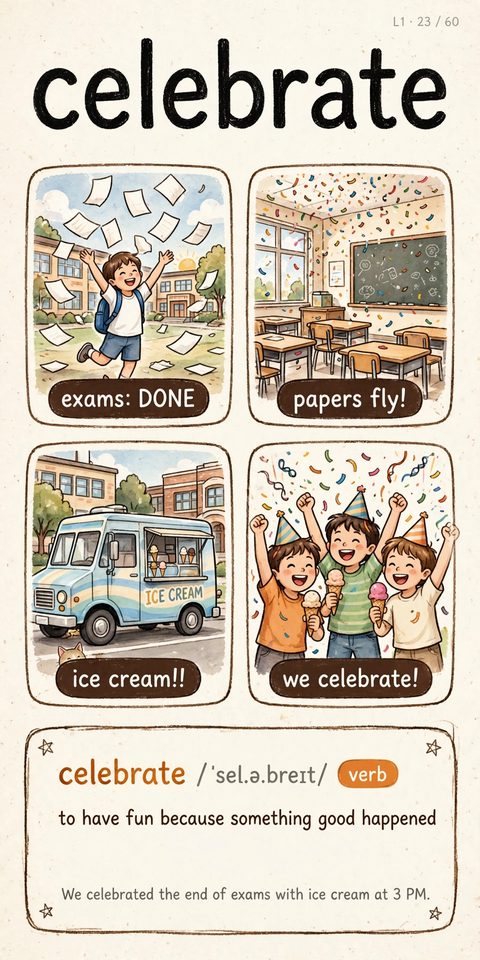 L1 · 23 / 60
celebrate
exams: DONE
papers fly!
ICE CREAM
ice cream!!
we celebrate!
celebrate /ˈsel.ə.breɪt/ verb
to have fun because something good happened
We celebrated the end of exams with ice cream at 3 PM.